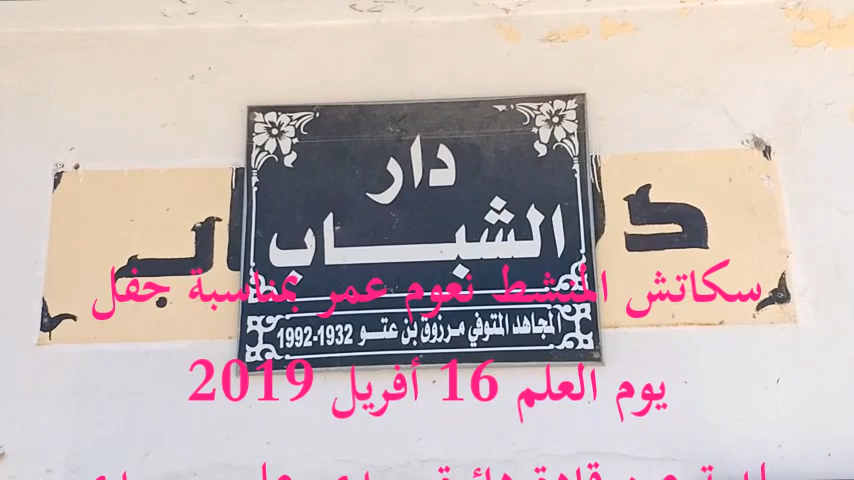 دار
الشبـــاب
المجاهد المتوفي مرزوق بن عتو 1932-1992
سكاتش المنشط نعوم عمر بمناسبة حفل
يوم العلم 16 أفريل 2019